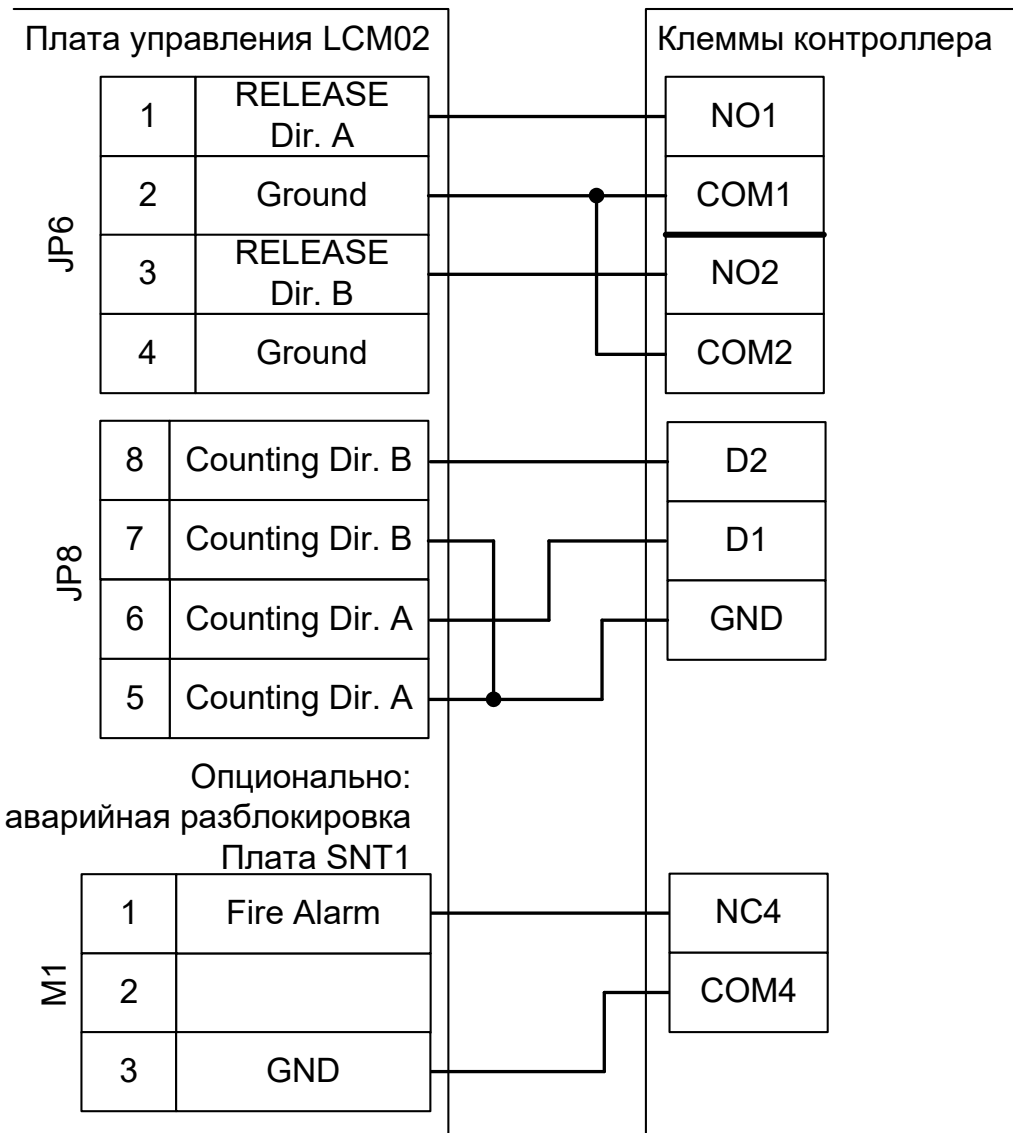 Плата управления LCM02
Клеммы контроллера
JP6
1
RELEASE
Dir. A
2
Ground
3
RELEASE
Dir. B
4
Ground
NO1
COM1
NO2
COM2
JP8
8
Counting Dir. B
7
Counting Dir. B
6
Counting Dir. A
5
Counting Dir. A
D2
D1
GND
Опционально:
аварийная разблокировка
Плата SNT1
M1
1
Fire Alarm
2
3
GND
NC4
COM4